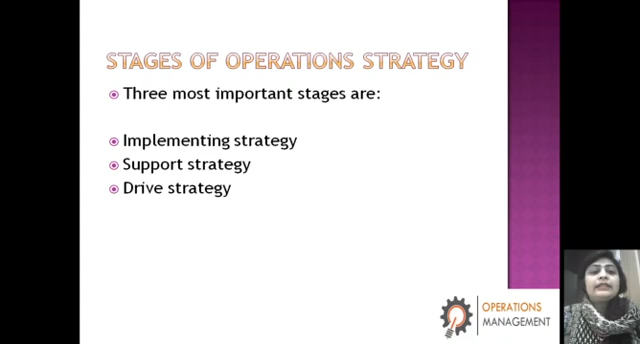 STAGES OF OPERATIONS STRATEGY
Three most important stages are:
Implementing strategy
Support strategy
Drive strategy
OPERATIONS
MANAGEMENT